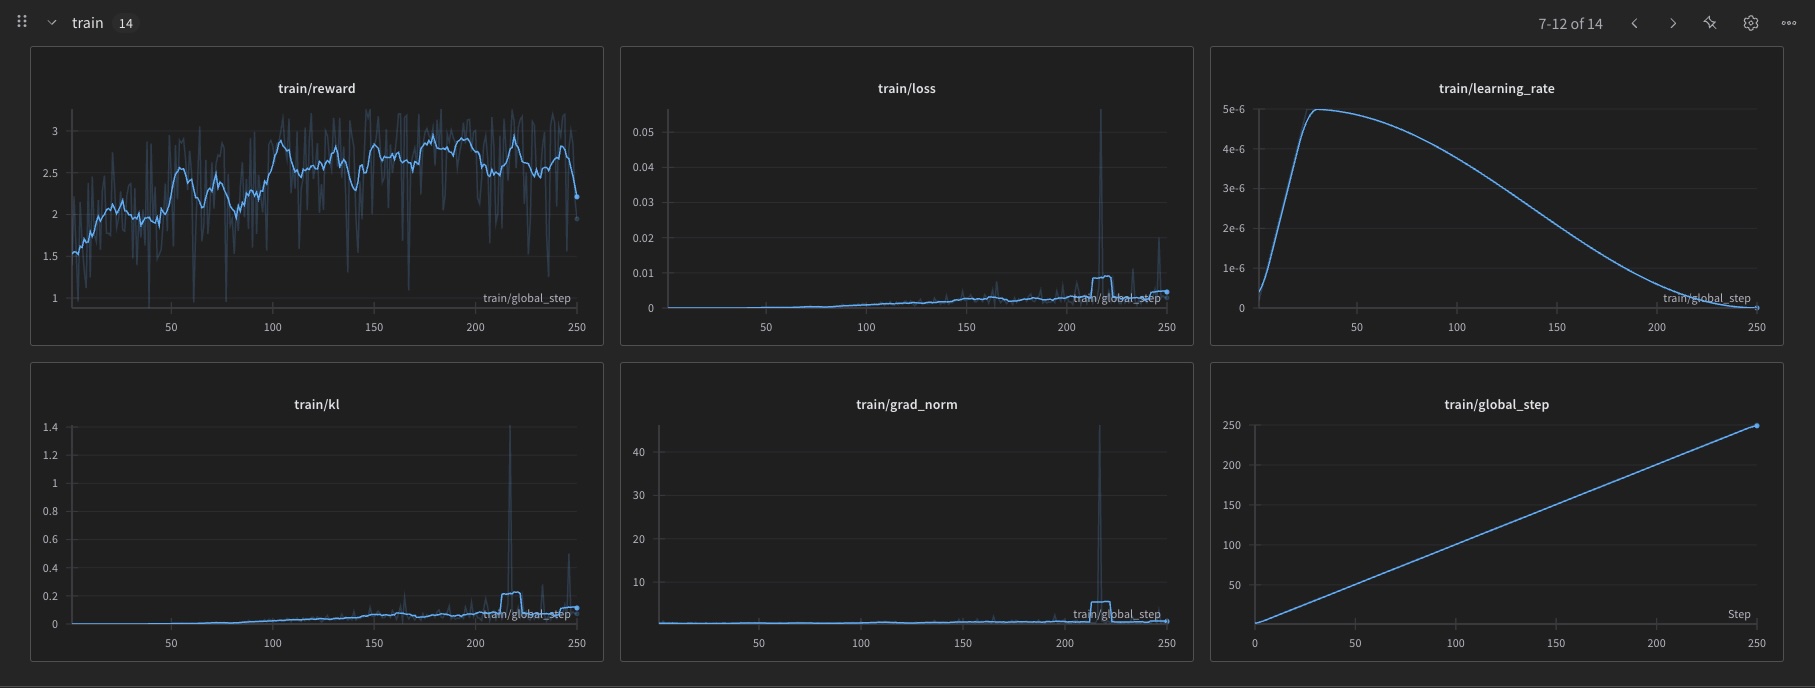 train 14
7-12 of 14
train/reward
3
2.5
2
1.5
1
train/global_step
50 100 150 200 250
train/loss
0.05
0.04
0.03
0.02
0.01
0
train/global_step
50 100 150 200 250
train/learning_rate
5e-6
4e-6
3e-6
2e-6
1e-6
0
train/global_step
50 100 150 200 250
train/kl
1.4
1.2
1
0.8
0.6
0.4
0.2
0
train/global_step
50 100 150 200 250
train/grad_norm
40
30
20
10
train/global_step
50 100 150 200 250
train/global_step
250
200
150
100
50
Step
0 50 100 150 200 250